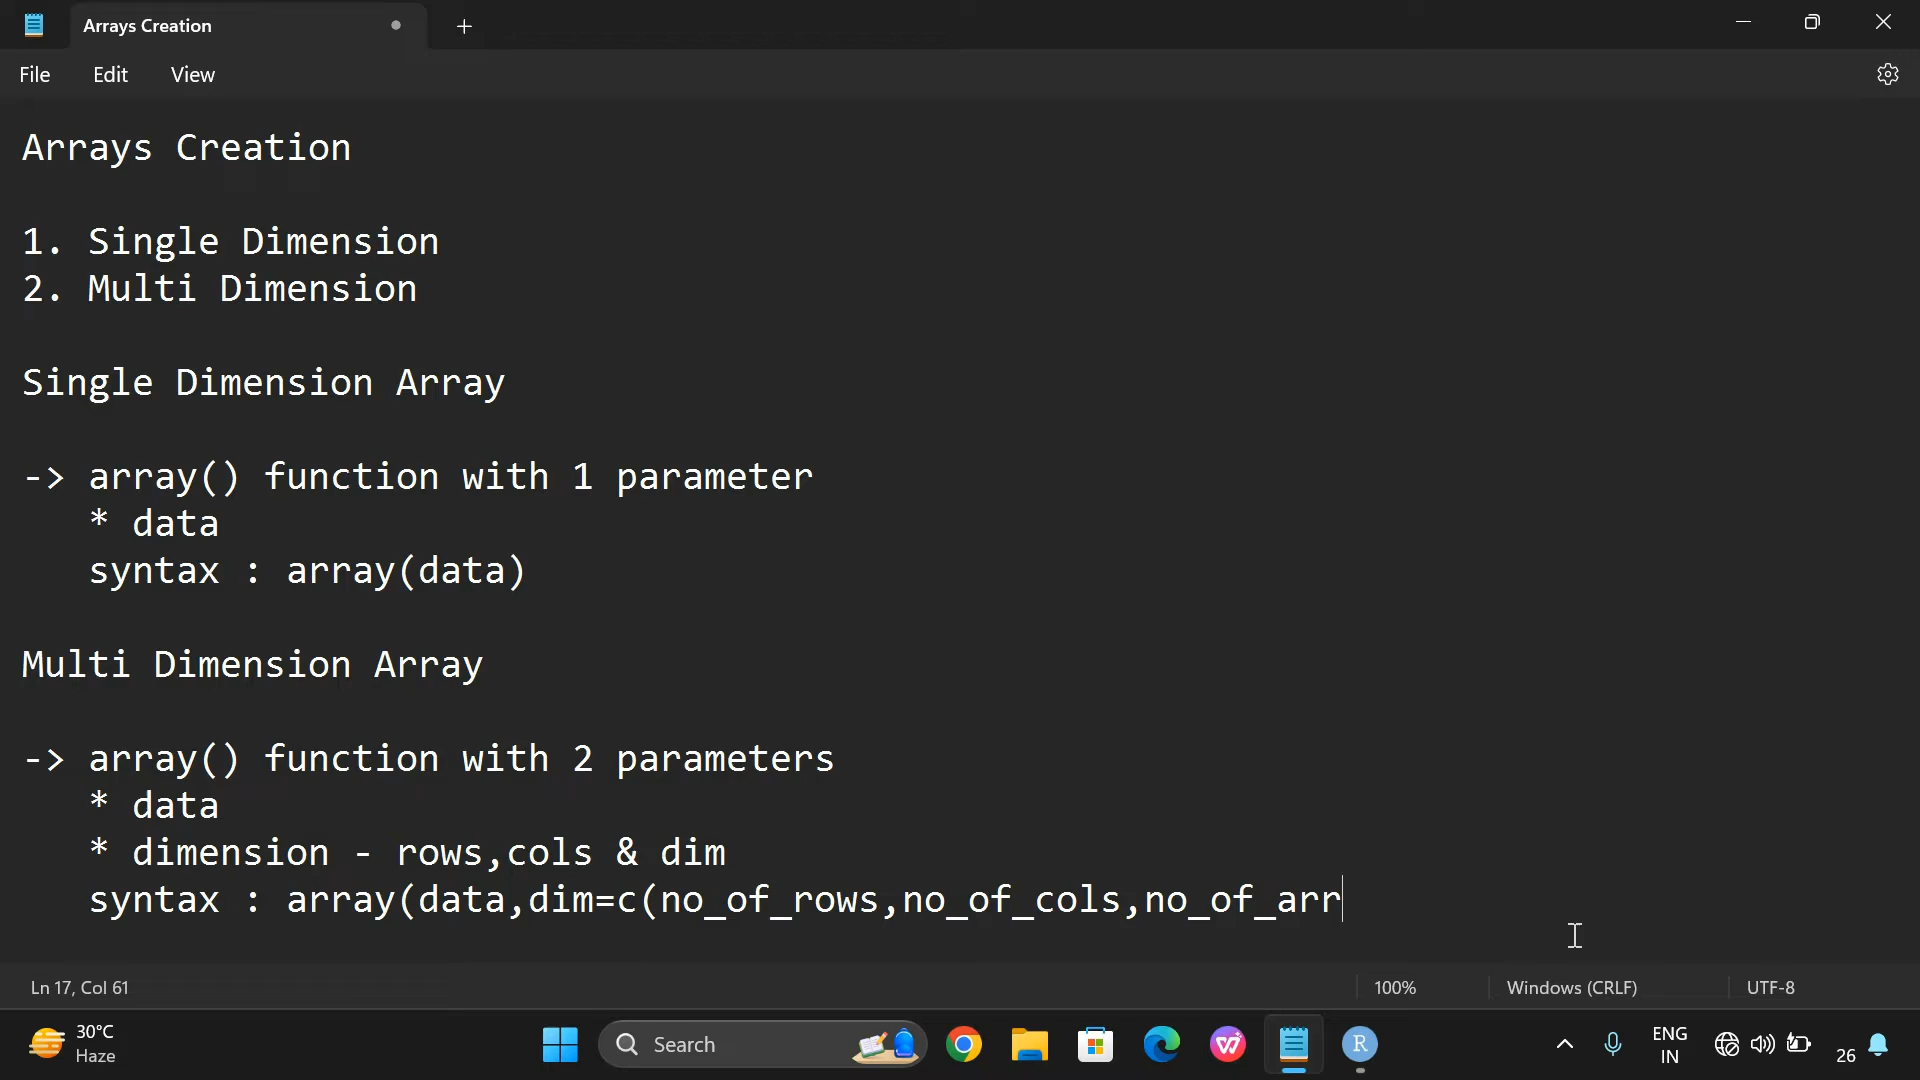 Arrays Creation
File Edit View
Arrays Creation
1. Single Dimension
2. Multi Dimension
Single Dimension Array
-> array() function with 1 parameter
* data
syntax : array(data)
Multi Dimension Array
-> array() function with 2 parameters
* data
* dimension - rows,cols & dim
syntax : array(data,dim=c(no_of_rows,no_of_cols,no_of_arr
Ln 17, Col 61 100% Windows (CRLF) UTF-8
30°C
Haze
Search
R
ENG
IN
26